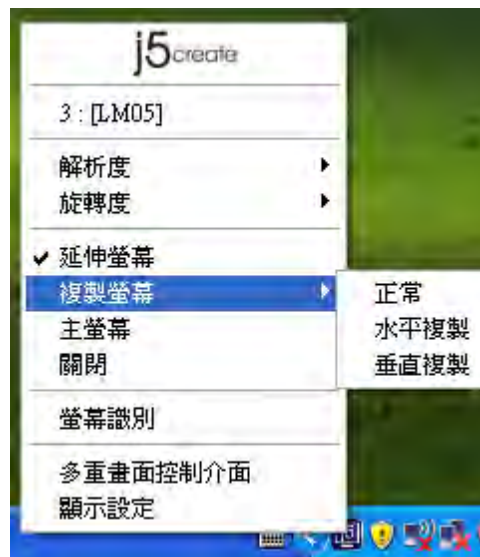 j5create
3 : [LM05]
解析度
旋轉度
延伸螢幕
複製螢幕
正常
主螢幕
水平複製
關閉
垂直複製
螢幕識別
多重畫面控制介面
顯示設定